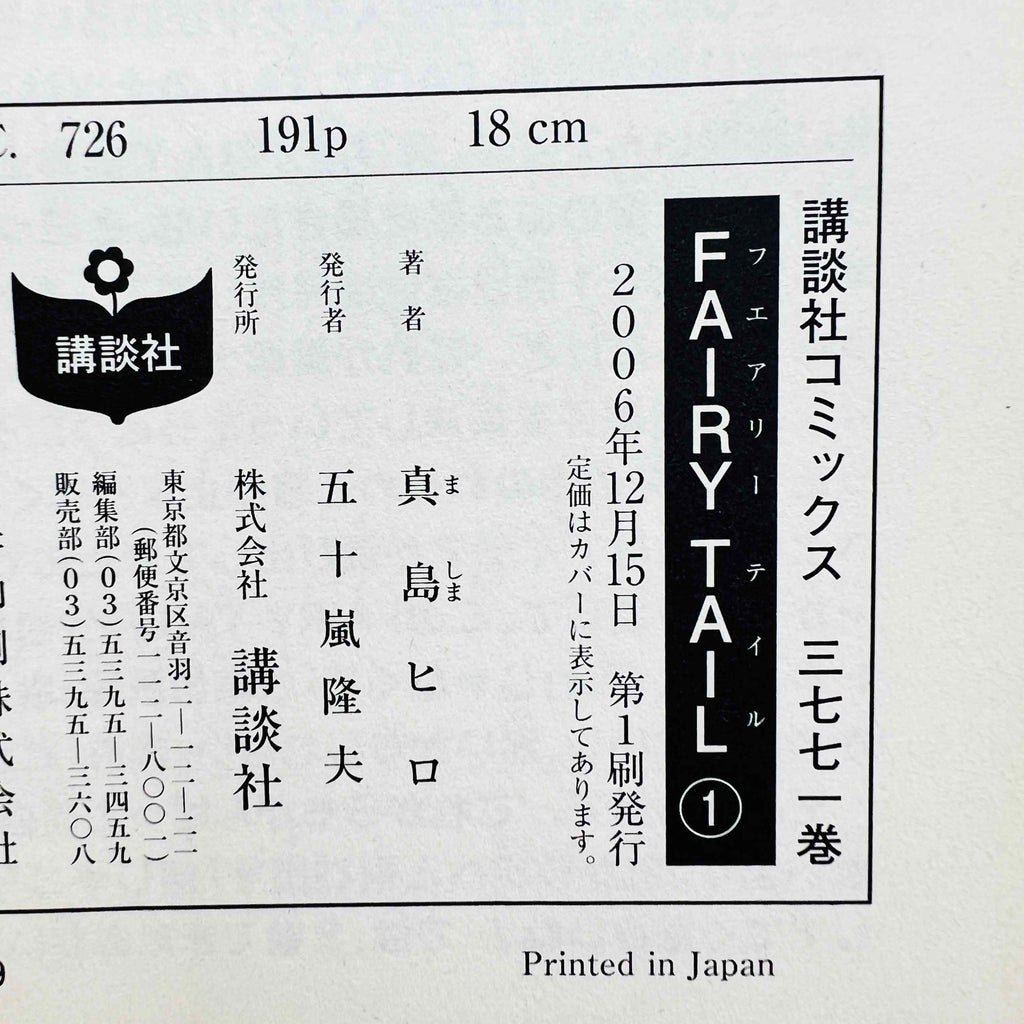 726 191p 18 cm
講談社コミックス 三七七一巻
FAIRY TAIL ①
フエアリーテイル
2006年12月15日 第1刷発行
定価はカバーに表示してあります。
著者 真島ヒロ
ま しま
発行者 五十嵐隆夫
発行所 株式会社 講談社
東京都文京区音羽二―一二―二一
(郵便番号一一二―八〇〇一)
編集部(03)五三九五―三四五九
販売部(03)五三九五―三六〇八
講談社
刷株式会社
Printed in Japan